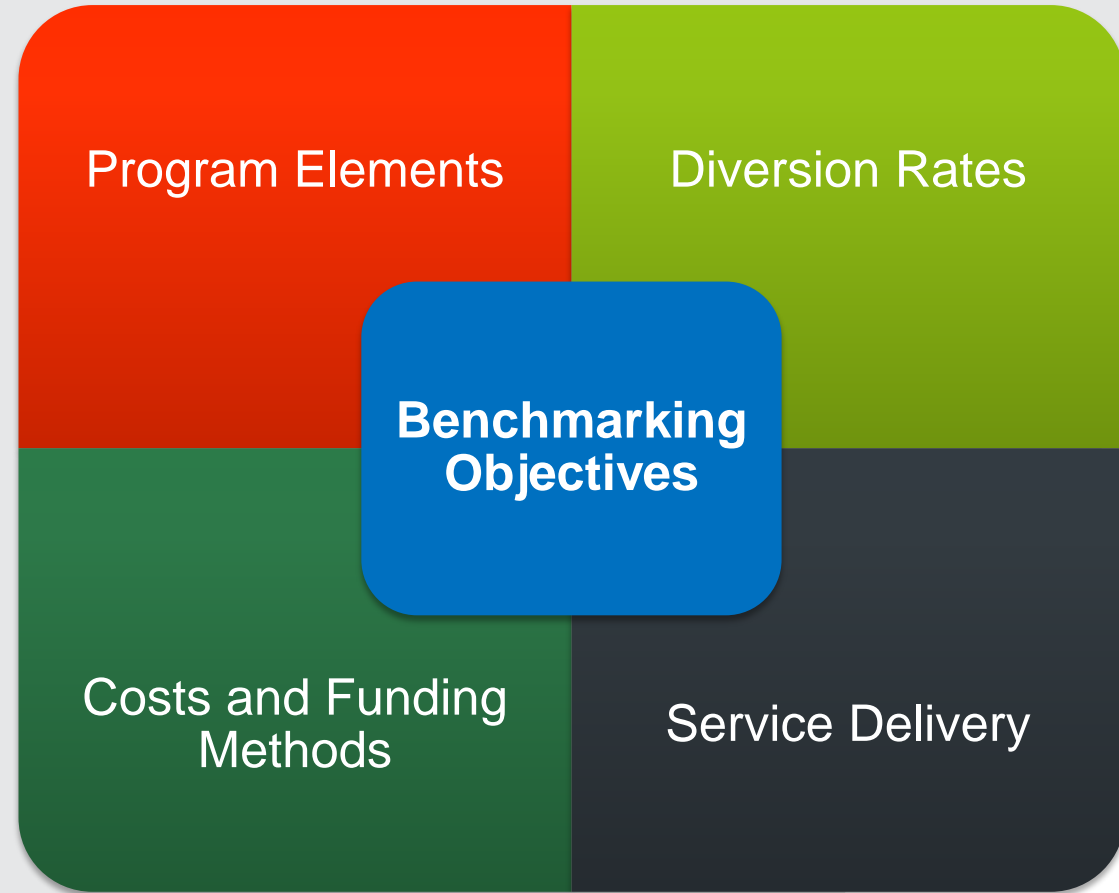 Program Elements
Diversion Rates
Benchmarking
Objectives
Costs and Funding
Methods
Service Delivery